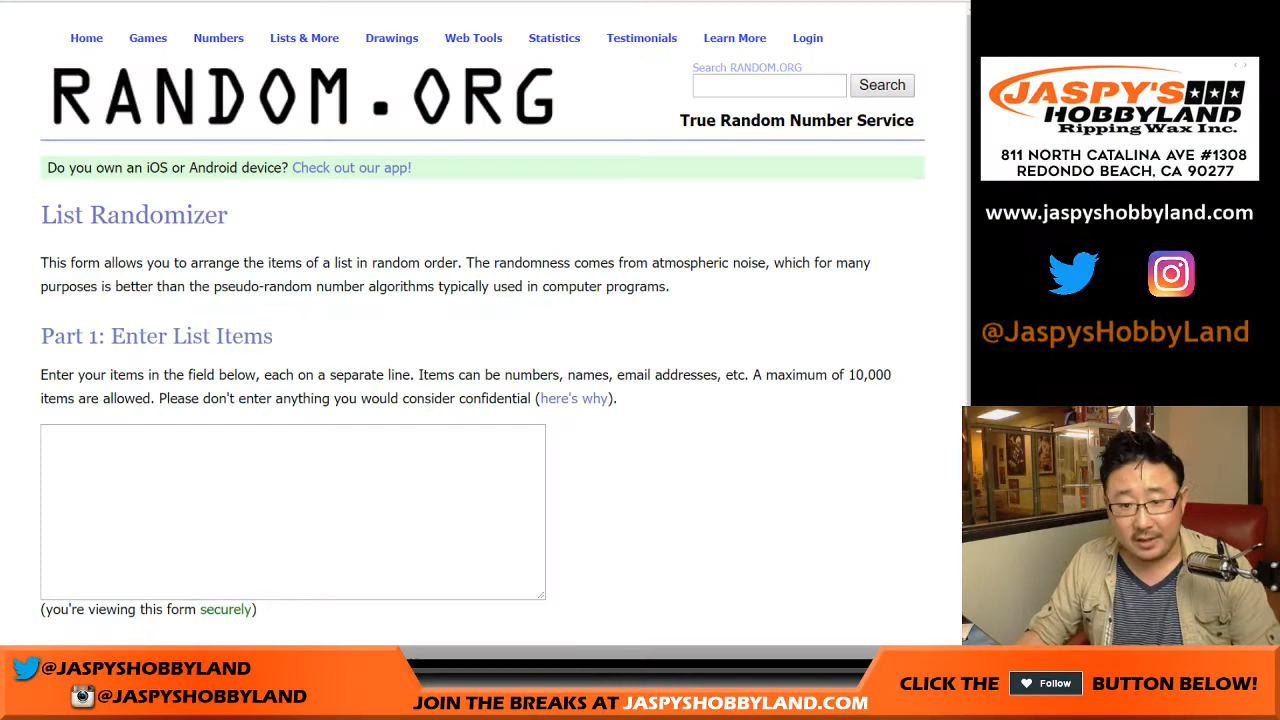 Home Games Numbers Lists & More Drawings Web Tools Statistics Testimonials Learn More Login
RANDOM.ORG
Search RANDOM.ORG
Search
True Random Number Service
Do you own an iOS or Android device? Check out our app!
List Randomizer
This form allows you to arrange the items of a list in random order. The randomness comes from atmospheric noise, which for many
purposes is better than the pseudo-random number algorithms typically used in computer programs.
Part 1: Enter List Items
Enter your items in the field below, each on a separate line. Items can be numbers, names, email addresses, etc. A maximum of 10,000
items are allowed. Please don't enter anything you would consider confidential (here's why).
(you're viewing this form securely)
JASPY'S
HOBBYLAND
Ripping Wax Inc.
811 NORTH CATALINA AVE #1308
REDONDO BEACH, CA 90277
www.jaspyshobbyland.com
@JaspysHobbyLand
@JASPYSHOBBYLAND
@JASPYSHOBBYLAND
JOIN THE BREAKS AT JASPYSHOBBYLAND.COM
CLICK THE Follow BUTTON BELOW!